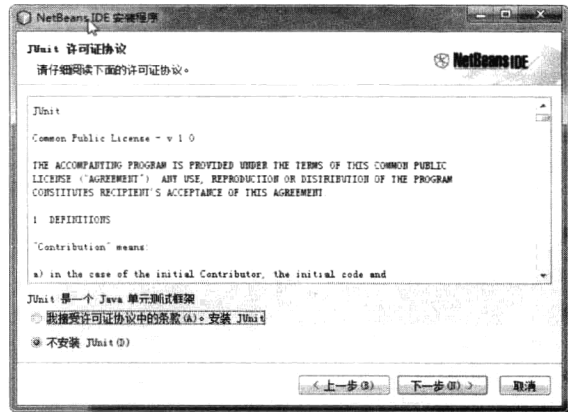 NetBeans IDE 安装程序
JUnit 许可证协议
请仔细阅读下面的许可证协议。
NetBeans IDE
JUnit
Common Public License - v 1 0
THE ACCOMPANYING PROGRAM IS PROVIDED UNDER THE TERMS OF THIS COMMON PUBLIC
LICENSE ("AGREEMENT") ANY USE, REPRODUCTION OR DISTRIBUTION OF THE PROGRAM
CONSTITUTES RECIPIENT'S ACCEPTANCE OF THIS AGREEMENT
1 DEFINITIONS
"Contribution" means:
a) in the case of the initial Contributor, the initial code and
JUnit 是一个 Java 单元测试框架
我接受许可证协议中的条款(A)。安装 JUnit
不安装 JUnit(D)
< 上一步(B)
下一步(N) >
取消